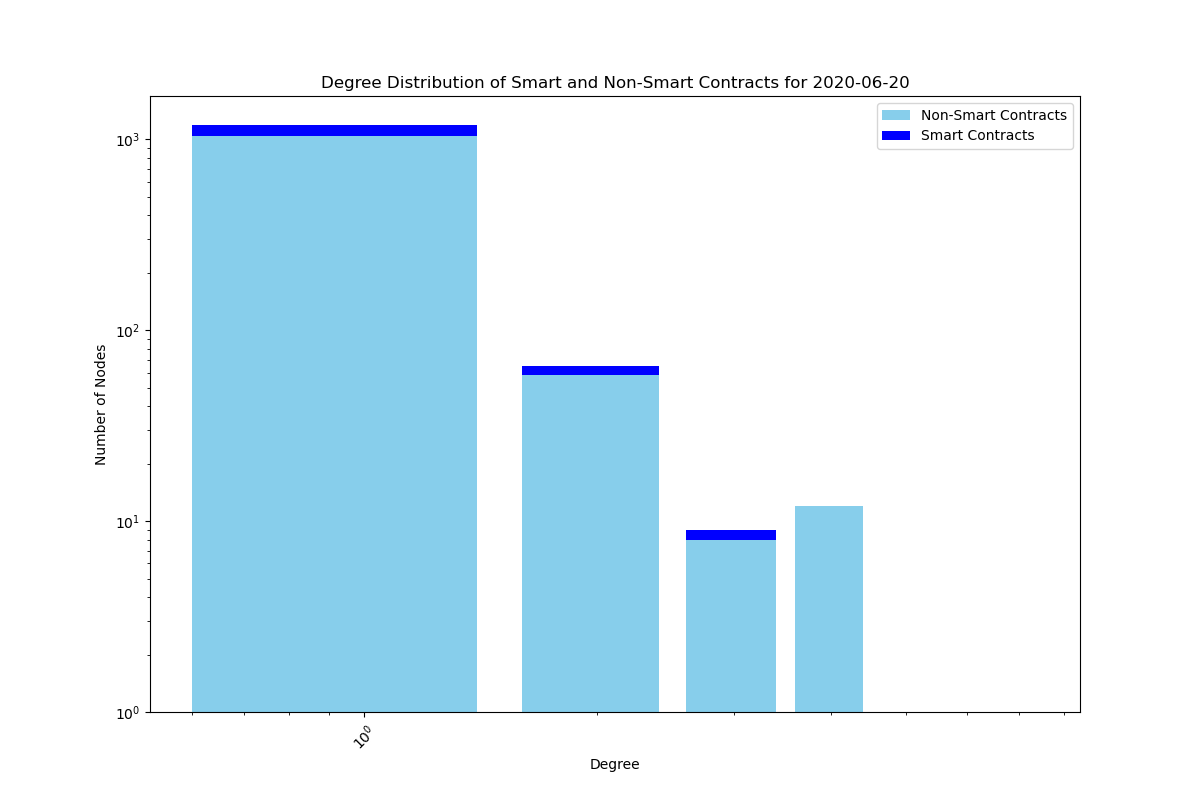 Degree Distribution of Smart and Non-Smart Contracts for 2020-06-20
Non-Smart Contracts
Smart Contracts
Number of Nodes
10³
10²
10¹
10⁰
10⁰
Degree